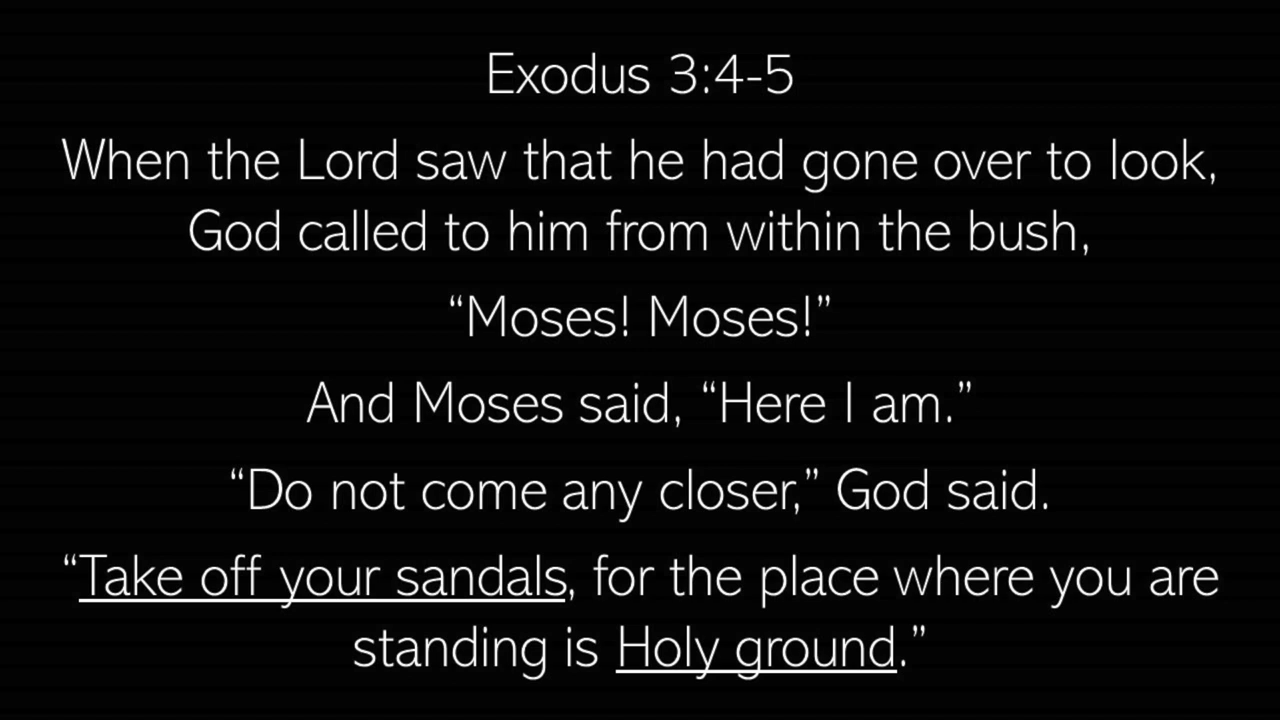 Exodus 3:4-5
When the Lord saw that he had gone over to look,
God called to him from within the bush,
“Moses! Moses!”
And Moses said, “Here I am.”
“Do not come any closer,” God said.
“Take off your sandals, for the place where you are
standing is Holy ground.”